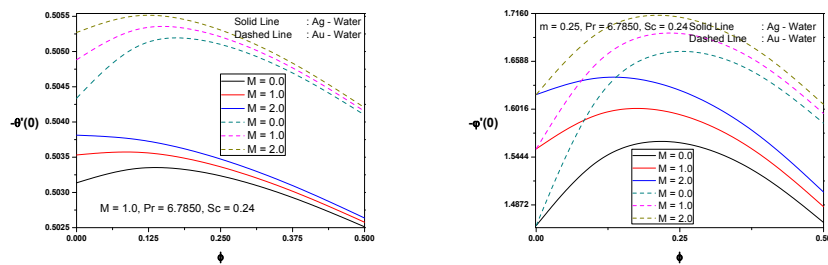 0.5055
0.5050
0.5045
0.5040
0.5035
0.5030
0.5025
-θ'(0)
Solid Line : Ag - Water
Dashed Line : Au - Water
M = 0.0
M = 1.0
M = 2.0
M = 0.0
M = 1.0
M = 2.0
M = 1.0, Pr = 6.7850, Sc = 0.24
0.000 0.125 0.250 0.375 0.500
ϕ
1.7160
1.6588
1.6016
1.5444
1.4872
-φ'(0)
m = 0.25, Pr = 6.7850, Sc = 0.24
Solid Line : Ag - Water
Dashed Line : Au - Water
M = 0.0
M = 1.0
M = 2.0
M = 0.0
M = 1.0
M = 2.0
0.00 0.25 0.50
ϕ